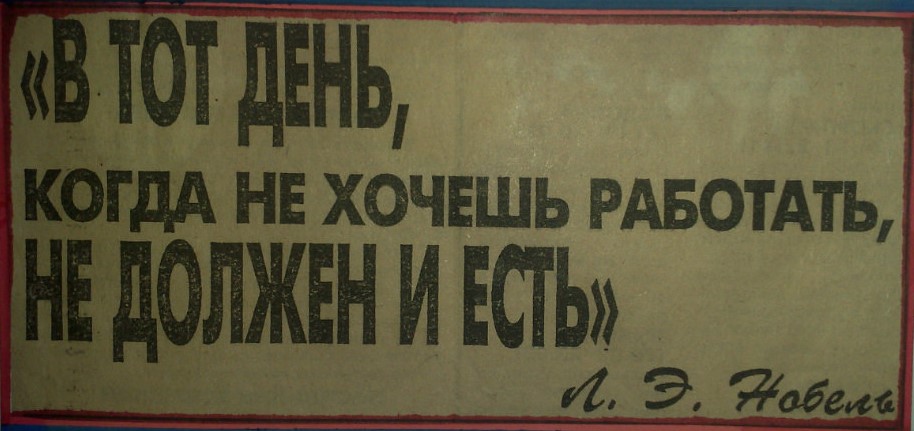 «В ТОТ ДЕНЬ,
КОГДА НЕ ХОЧЕШЬ РАБОТАТЬ,
НЕ ДОЛЖЕН И ЕСТЬ»
Л. Э. Нобель